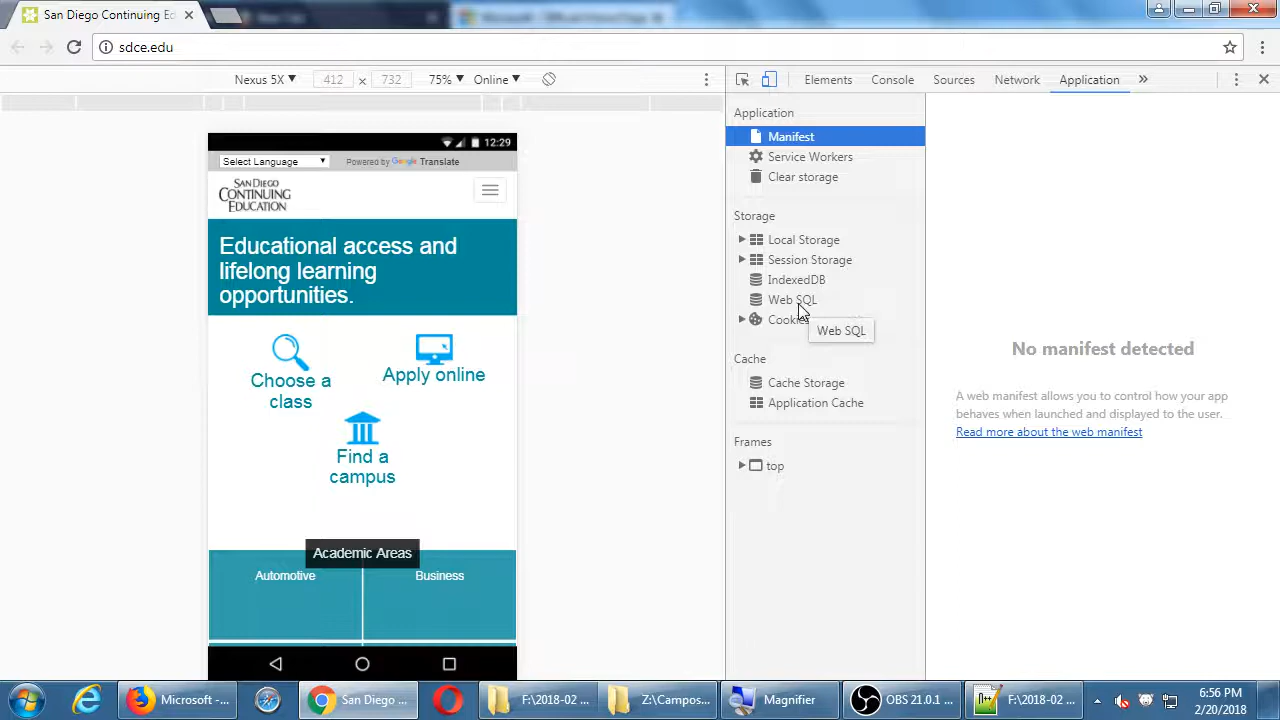 San Diego Continuing E
sdce.edu
Nexus 5X
412 x 732
75%
Online
Elements
Console
Sources
Network
Application
12:29
Select Language
Powered by Google Translate
SAN DIEGO
CONTINUING
EDUCATION
Educational access and
lifelong learning
opportunities.
Choose a
class
Apply online
Find a
campus
Academic Areas
Automotive
Business
Application
Manifest
Service Workers
Clear storage
Storage
Local Storage
Session Storage
IndexedDB
Web SQL
Cookies
Web SQL
Cache
Cache Storage
Application Cache
Frames
top
No manifest detected
A web manifest allows you to control how your app
behaves when launched and displayed to the user.
Read more about the web manifest
Microsoft -...
San Diego ...
F:\2018-02 ...
Z:\Campos...
Magnifier
OBS 21.0.1 ...
F:\2018-02 ...
6:56 PM
2/20/2018